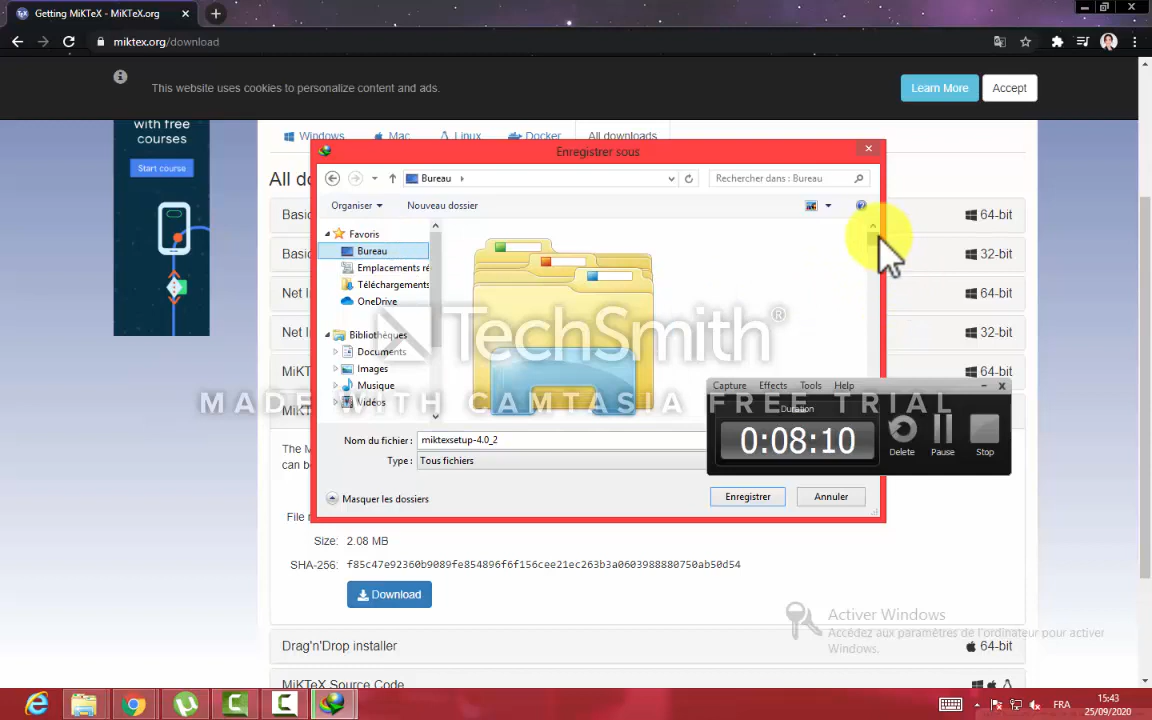 Getting MiKTeX - MiKTeX.org
miktex.org/download
This website uses cookies to personalize content and ads.
Learn More
Accept
with free
courses
Start course
Windows
Mac
Linux
Docker
All downloads
Enregistrer sous
Bureau
Rechercher dans : Bureau
Organiser
Nouveau dossier
Favoris
Bureau
Emplacements ré
Téléchargements
OneDrive
Bibliothèques
Documents
Images
Musique
Vidéos
Nom du fichier :
miktexsetup-4.0_2
Type :
Tous fichiers
Masquer les dossiers
Enregistrer
Annuler
All do
Basi
64-bit
Basi
32-bit
Net I
64-bit
Net I
32-bit
MiKT
64-bit
MiKT
The M
can be
File n
Size: 2.08 MB
SHA-256: f85c47e92360b9089fe854896f6f156cee21ec263b3a0603988880750ab50d54
Download
Drag'n'Drop installer
64-bit
MiKTeX Source Code
TechSmith®
MADE WITH CAMTASIA FREE TRIAL
Capture Effects Tools Help
Duration
0:08:10
Delete
Pause
Stop
Activer Windows
Accédez aux paramètres de l'ordinateur pour activer
Windows.
FRA
15:43
25/09/2020